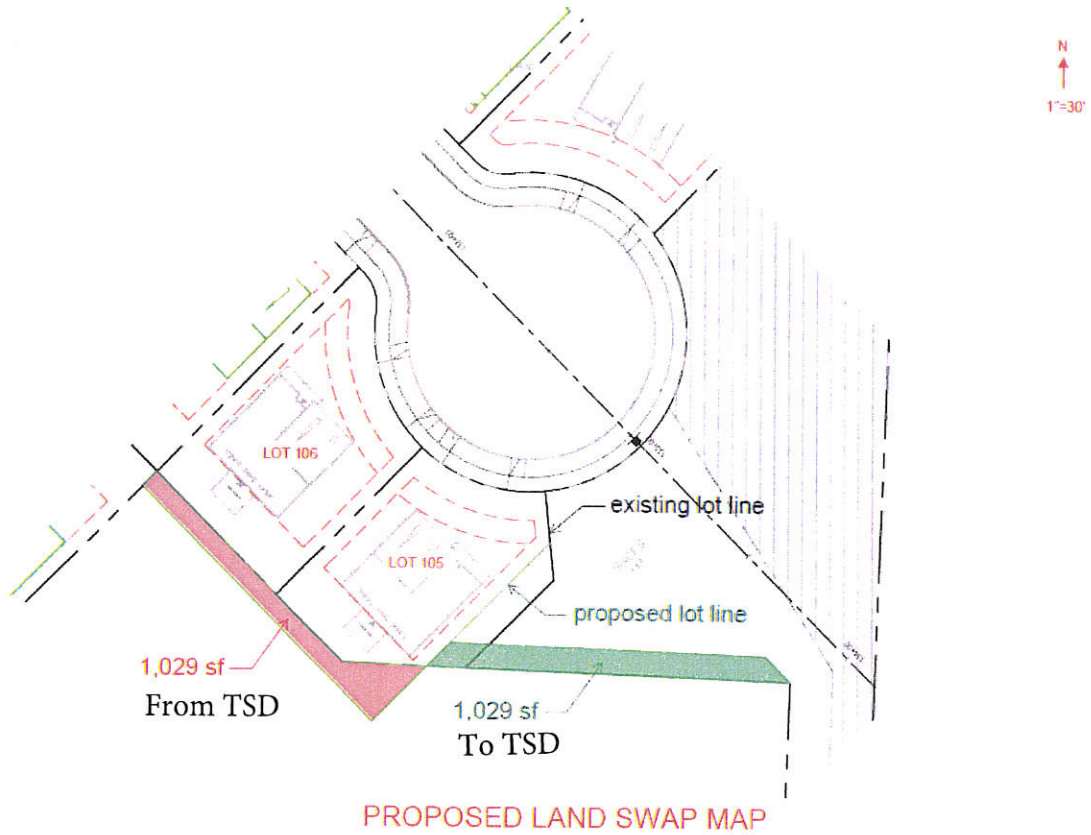 N
1"=30'
LOT 106
existing lot line
LOT 105
proposed lot line
1,029 sf
From TSD
1,029 sf
To TSD
PROPOSED LAND SWAP MAP